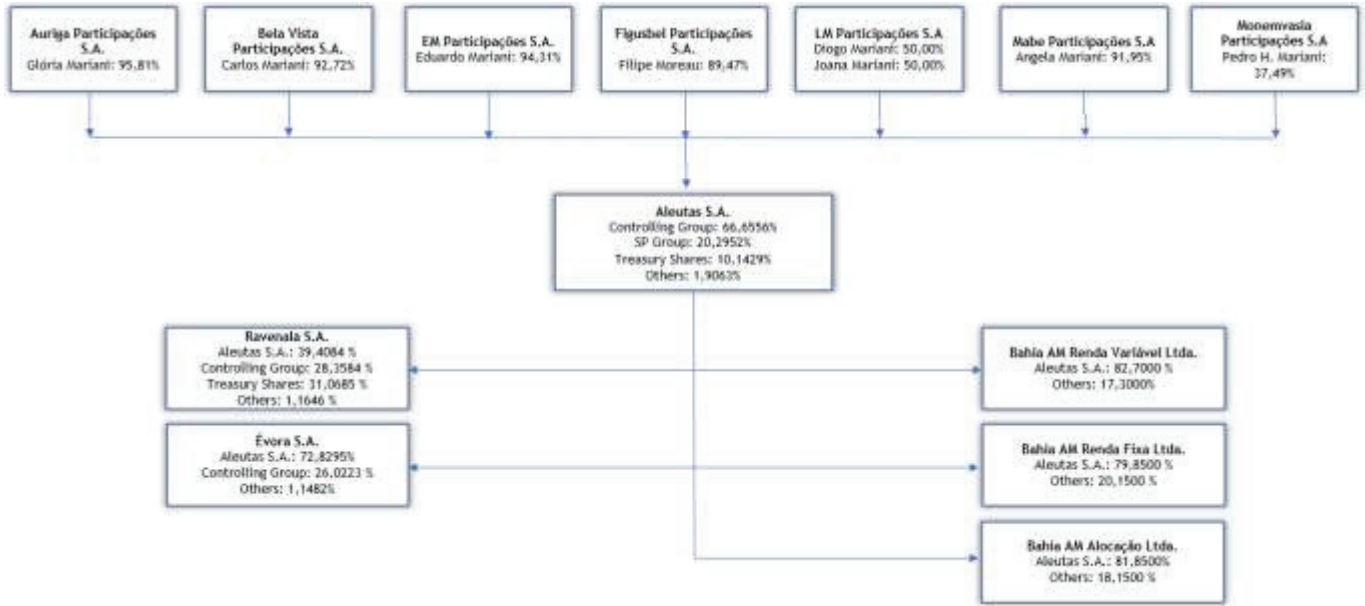 Auriga Participações
S.A.
Glória Mariani: 95,81%
Bela Vista
Participações S.A.
Carlos Mariani: 92,72%
EM Participações S.A.
Eduardo Mariani: 94,31%
Figusbel Participações
S.A.
Filipe Moreau: 89,47%
LM Participações S.A
Diogo Mariani: 50,00%
Joana Mariani: 50,00%
Mabe Participações S.A
Angela Mariani: 91,95%
Monemvasia
Participações S.A
Pedro H. Mariani:
37,49%
Aleutas S.A.
Controlling Group: 66,6556%
SP Group: 20,2952%
Treasury Shares: 10,1429%
Others: 1,9063%
Ravenala S.A.
Aleutas S.A.: 39,4084 %
Controlling Group: 28,3584 %
Treasury Shares: 31,0685 %
Others: 1,1646 %
Bahia AM Renda Variável Ltda.
Aleutas S.A.: 82,7000 %
Others: 17,3000%
Évora S.A.
Aleutas S.A.: 72,8295%
Controlling Group: 26,0223 %
Others: 1,1482%
Bahia AM Renda Fixa Ltda.
Aleutas S.A.: 79,8500 %
Others: 20,1500 %
Bahia AM Alocação Ltda.
Aleutas S.A.: 81,8500%
Others: 18,1500 %